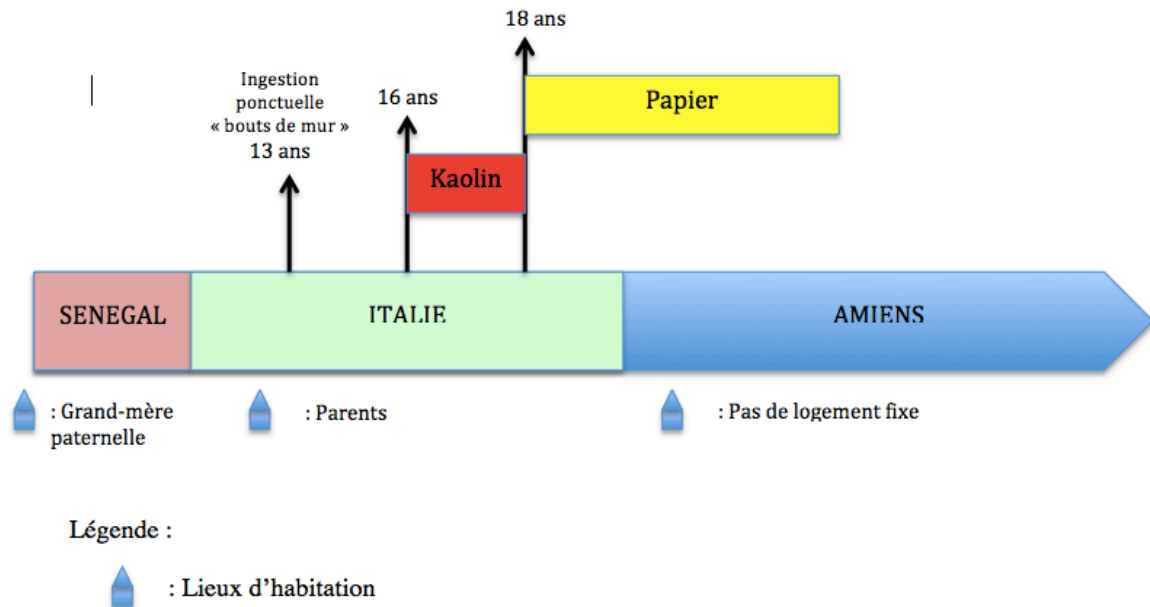 18 ans
Ingestion
ponctuelle
« bouts de mur »
13 ans
16 ans
Papier
Kaolin
SENEGAL
ITALIE
AMIENS
: Grand-mère
paternelle
: Parents
: Pas de logement fixe
Légende :
: Lieux d’habitation